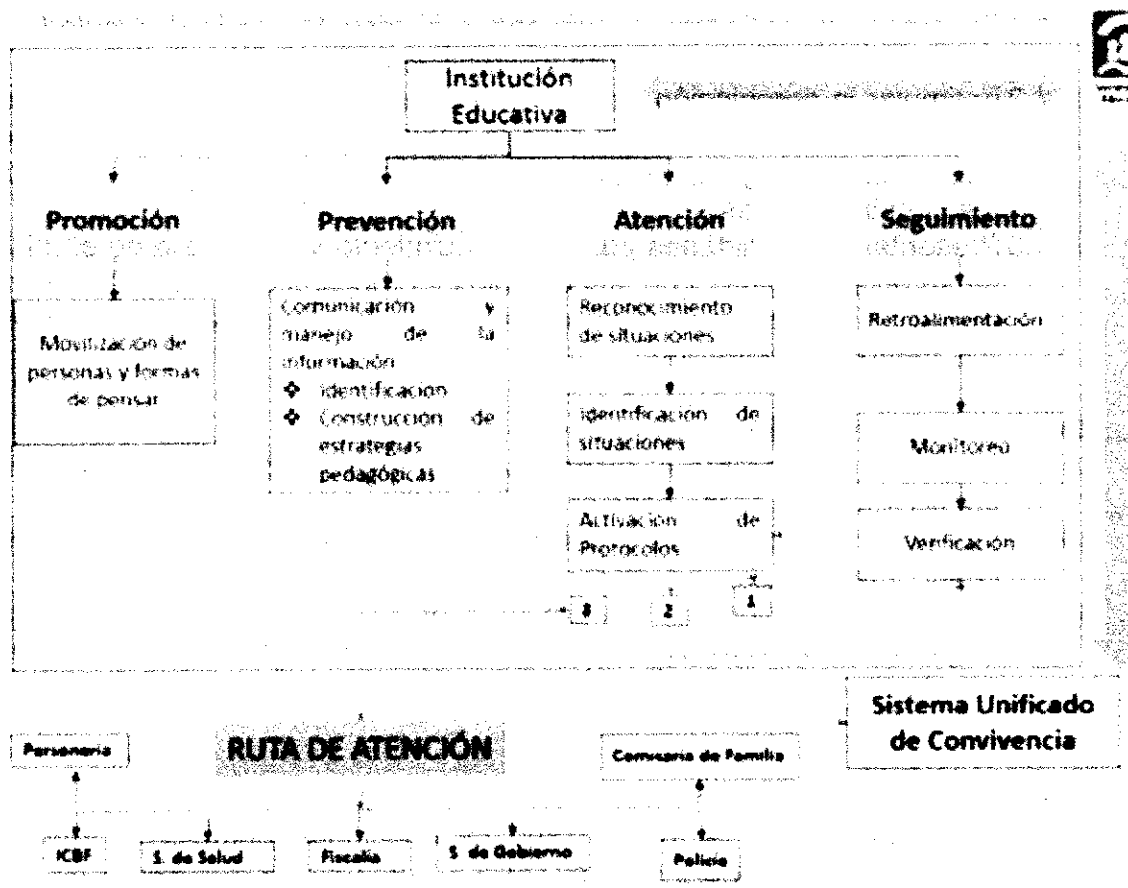 Institución
Educativa
Promoción
Prevención
Atención
Seguimiento
Movilización de
personas y formas
de pensar
Comunicación y
manejo de la
información
❖ Identificación
❖ Construcción de
estrategias
pedagógicas
Reconocimiento
de situaciones
Identificación de
situaciones
Activación de
Protocolos
3
2
1
Retroalimentación
Monitoreo
Verificación
Sistema Unificado
de Convivencia
RUTA DE ATENCIÓN
Personería
Comisaria de Familia
ICBF
S. de Salud
Fiscalía
S de Gobierno
Policía